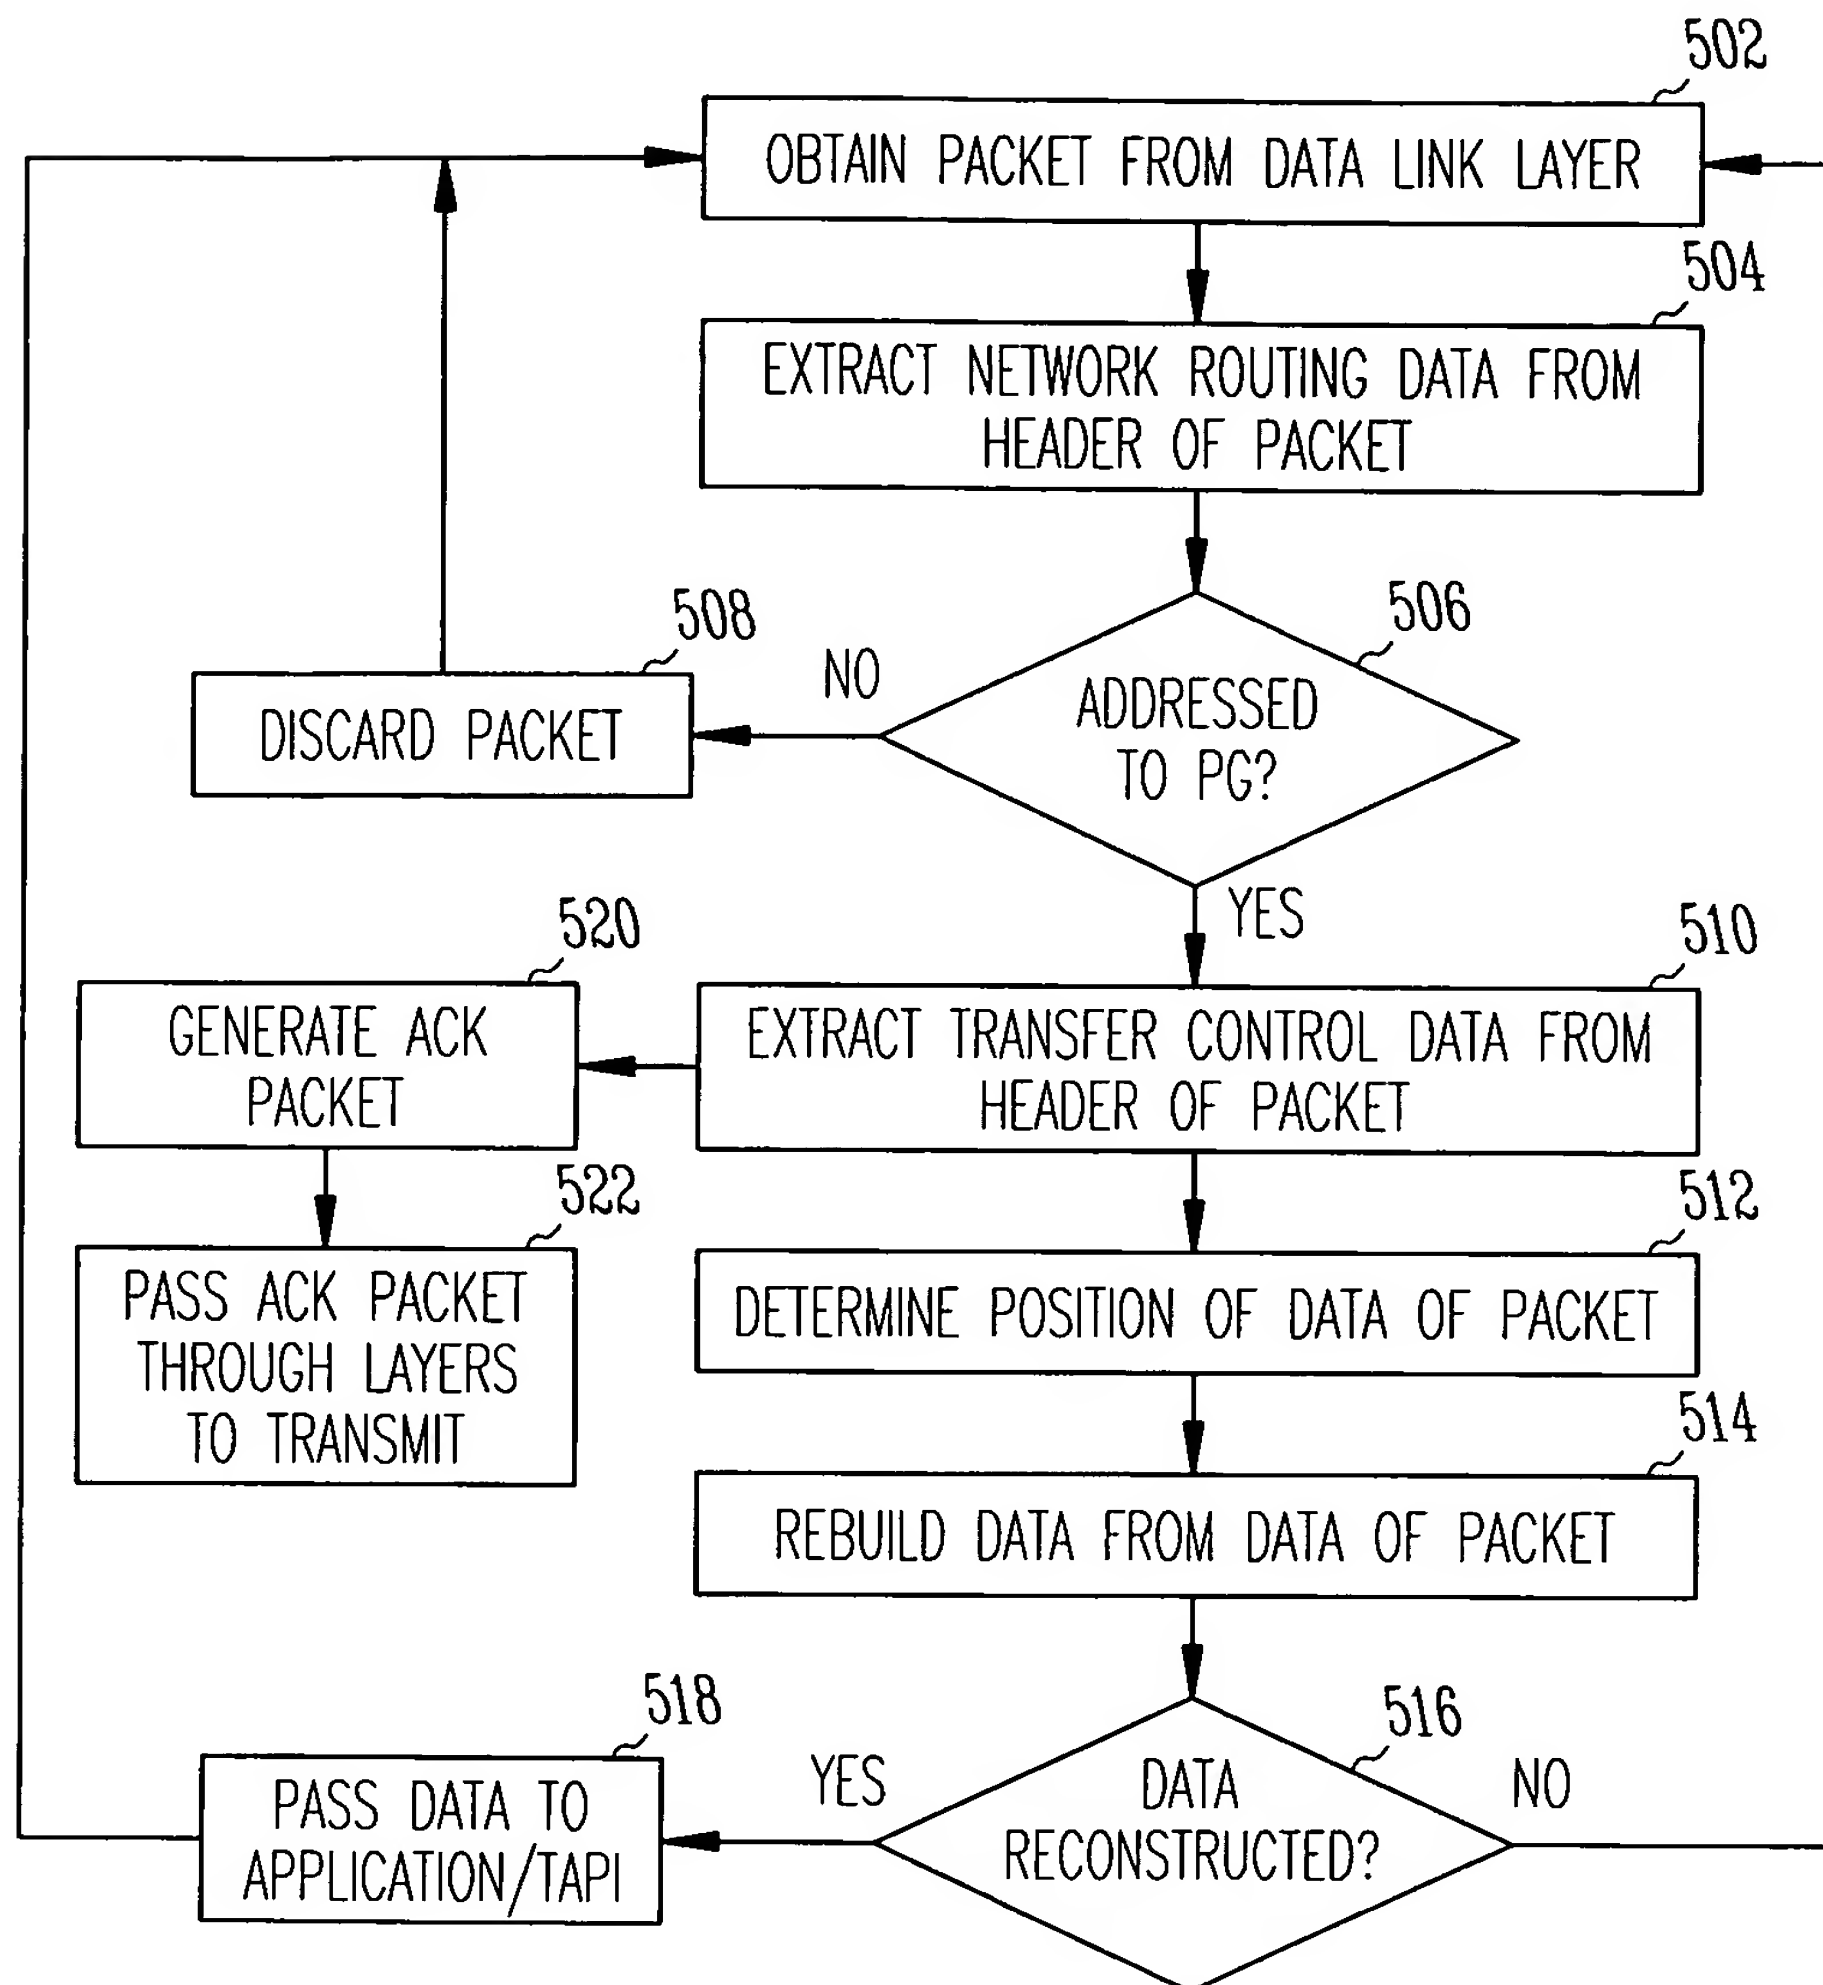 502
OBTAIN PACKET FROM DATA LINK LAYER
504
EXTRACT NETWORK ROUTING DATA FROM
HEADER OF PACKET
506
ADDRESSED
TO PG?
NO
508
DISCARD PACKET
YES
510
EXTRACT TRANSFER CONTROL DATA FROM
HEADER OF PACKET
520
GENERATE ACK
PACKET
522
PASS ACK PACKET
THROUGH LAYERS
TO TRANSMIT
512
DETERMINE POSITION OF DATA OF PACKET
514
REBUILD DATA FROM DATA OF PACKET
516
DATA
RECONSTRUCTED?
NO
YES
518
PASS DATA TO
APPLICATION/TAPI